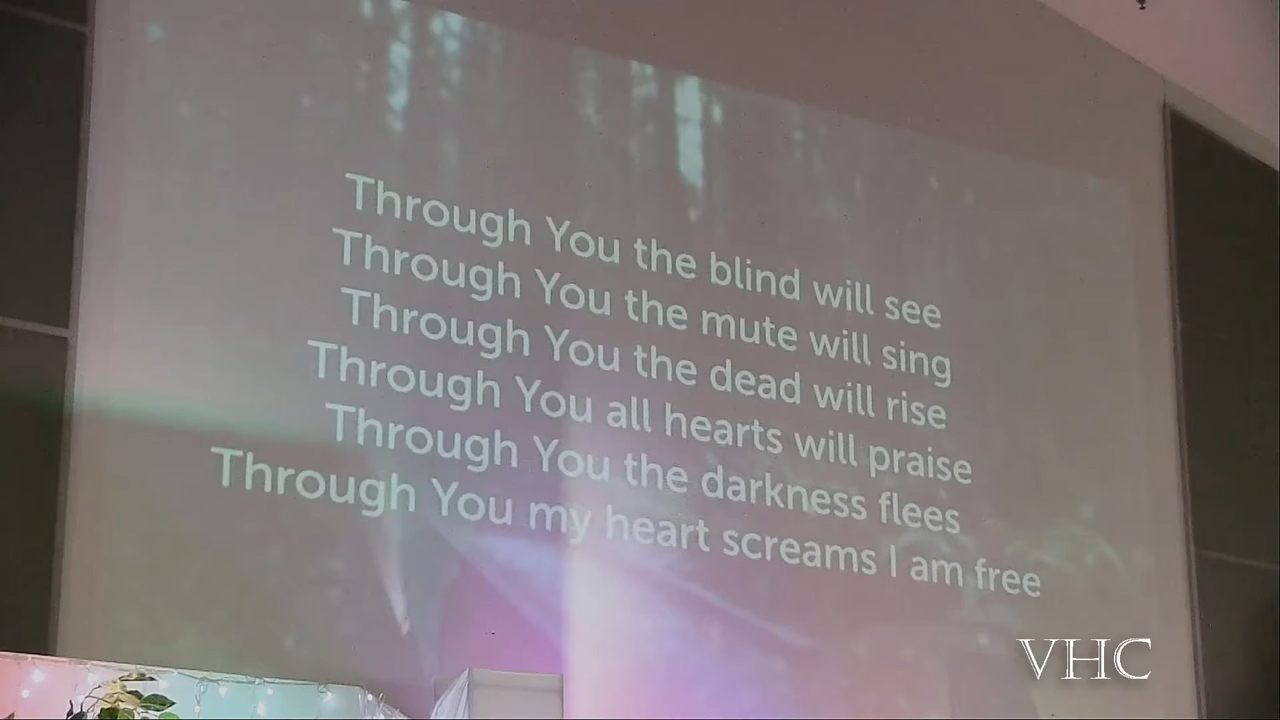 Through You the blind will see
Through You the mute will sing
Through You the dead will rise
Through You all hearts will praise
Through You the darkness flees
Through You my heart screams I am free
VHC